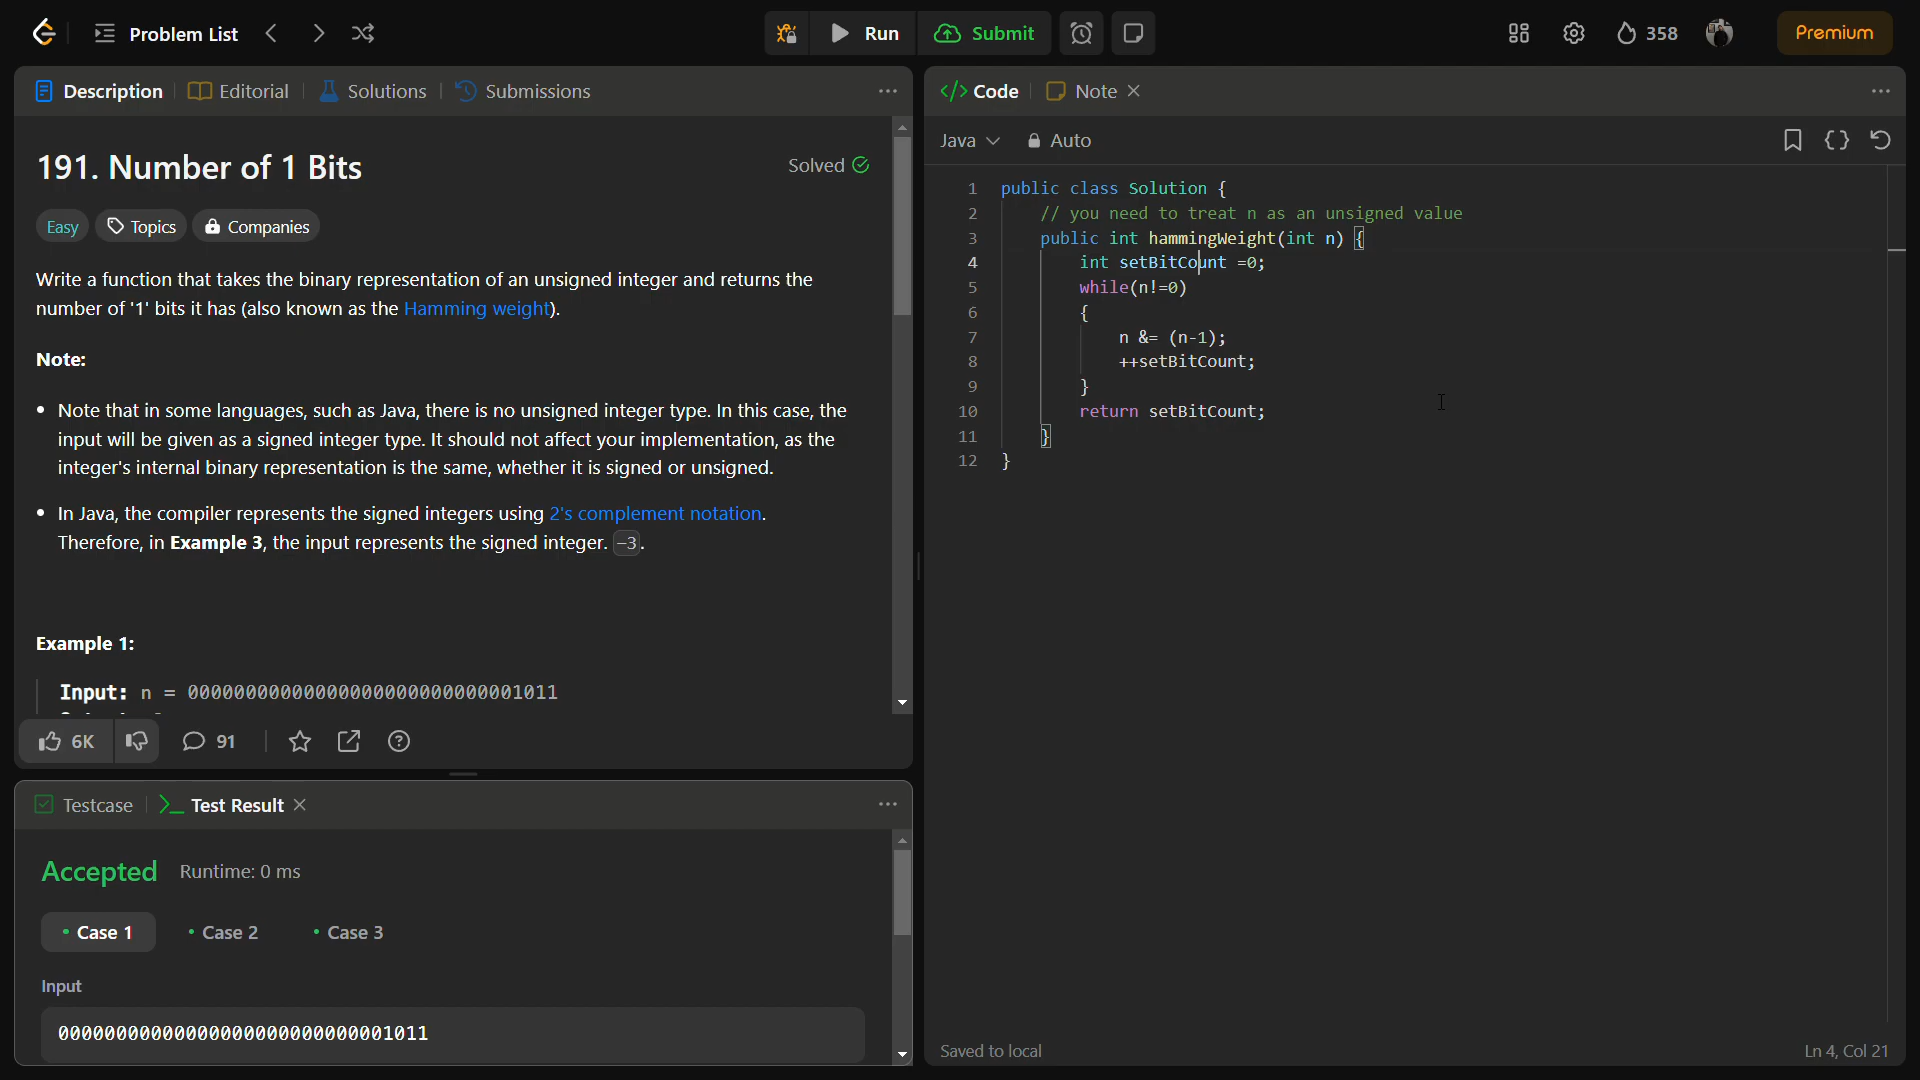 Problem List
Run
Submit
358
Premium
Description
Editorial
Solutions
Submissions
191. Number of 1 Bits
Solved
Easy
Topics
Companies
Write a function that takes the binary representation of an unsigned integer and returns the
number of '1' bits it has (also known as the Hamming weight).
Note:
• Note that in some languages, such as Java, there is no unsigned integer type. In this case, the
input will be given as a signed integer type. It should not affect your implementation, as the
integer's internal binary representation is the same, whether it is signed or unsigned.
• In Java, the compiler represents the signed integers using 2's complement notation.
Therefore, in Example 3, the input represents the signed integer. -3.
Example 1:
Input: n = 00000000000000000000000000001011
6K
91
Testcase
Test Result
Accepted Runtime: 0 ms
• Case 1
• Case 2
• Case 3
Input
00000000000000000000000000001011
</> Code
Note
Java
Auto
1 public class Solution {
2 // you need to treat n as an unsigned value
3 public int hammingWeight(int n) {
4 int setBitCount =0;
5 while(n!=0)
6 {
7 n &= (n-1);
8 ++setBitCount;
9 }
10 return setBitCount;
11 }
12 }
Saved to local
Ln 4, Col 21